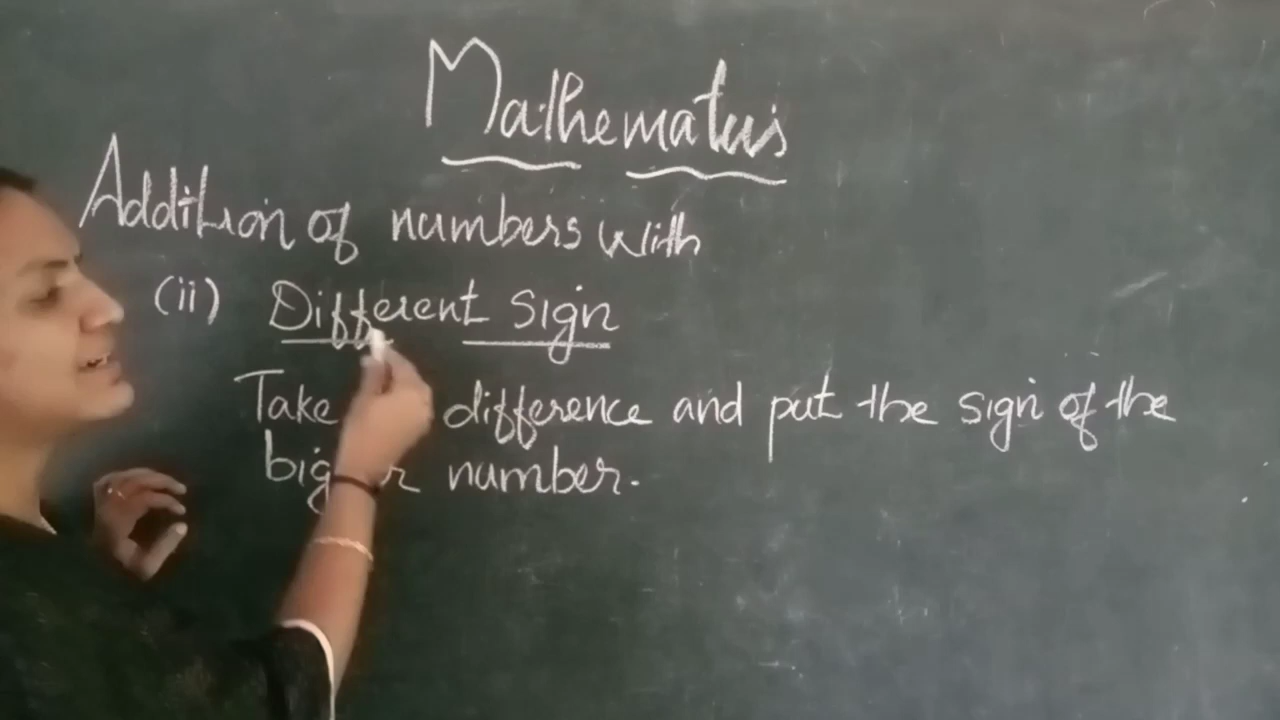 Mathematics
Addition of numbers with
(ii) Different Sign
Take difference and put the sign of the
number.